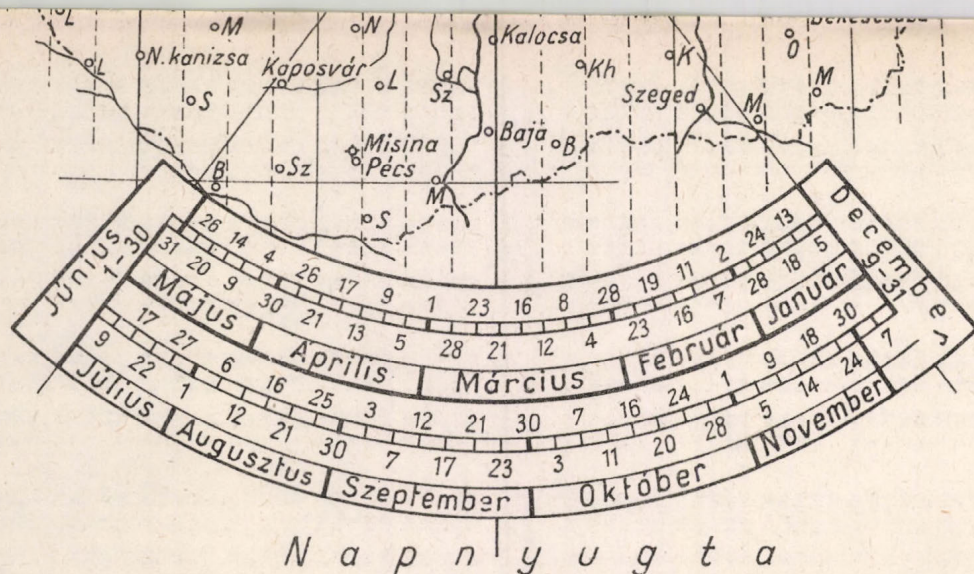 L M N Kalocsa Békéscsaba
N.kanizsa O
L Kaposvár L Kh K M
S Sz Szeged M
Misina Baja B
B Sz Pécs
M
S
Június 1-30
December 9-31
26 14 4 26 17 9 1 23 16 8 28 19 11 2 24 13
31 20 9 30 21 13 5 28 21 12 4 23 16 7 28 18 5
Május Április Március Február Január
17 27 6 16 25 3 12 21 30 7 16 24 1 9 18 30
9 22 1 12 21 30 7 17 23 3 11 20 28 5 14 24 7
Július Augusztus Szeptember Október November
Napnyugta